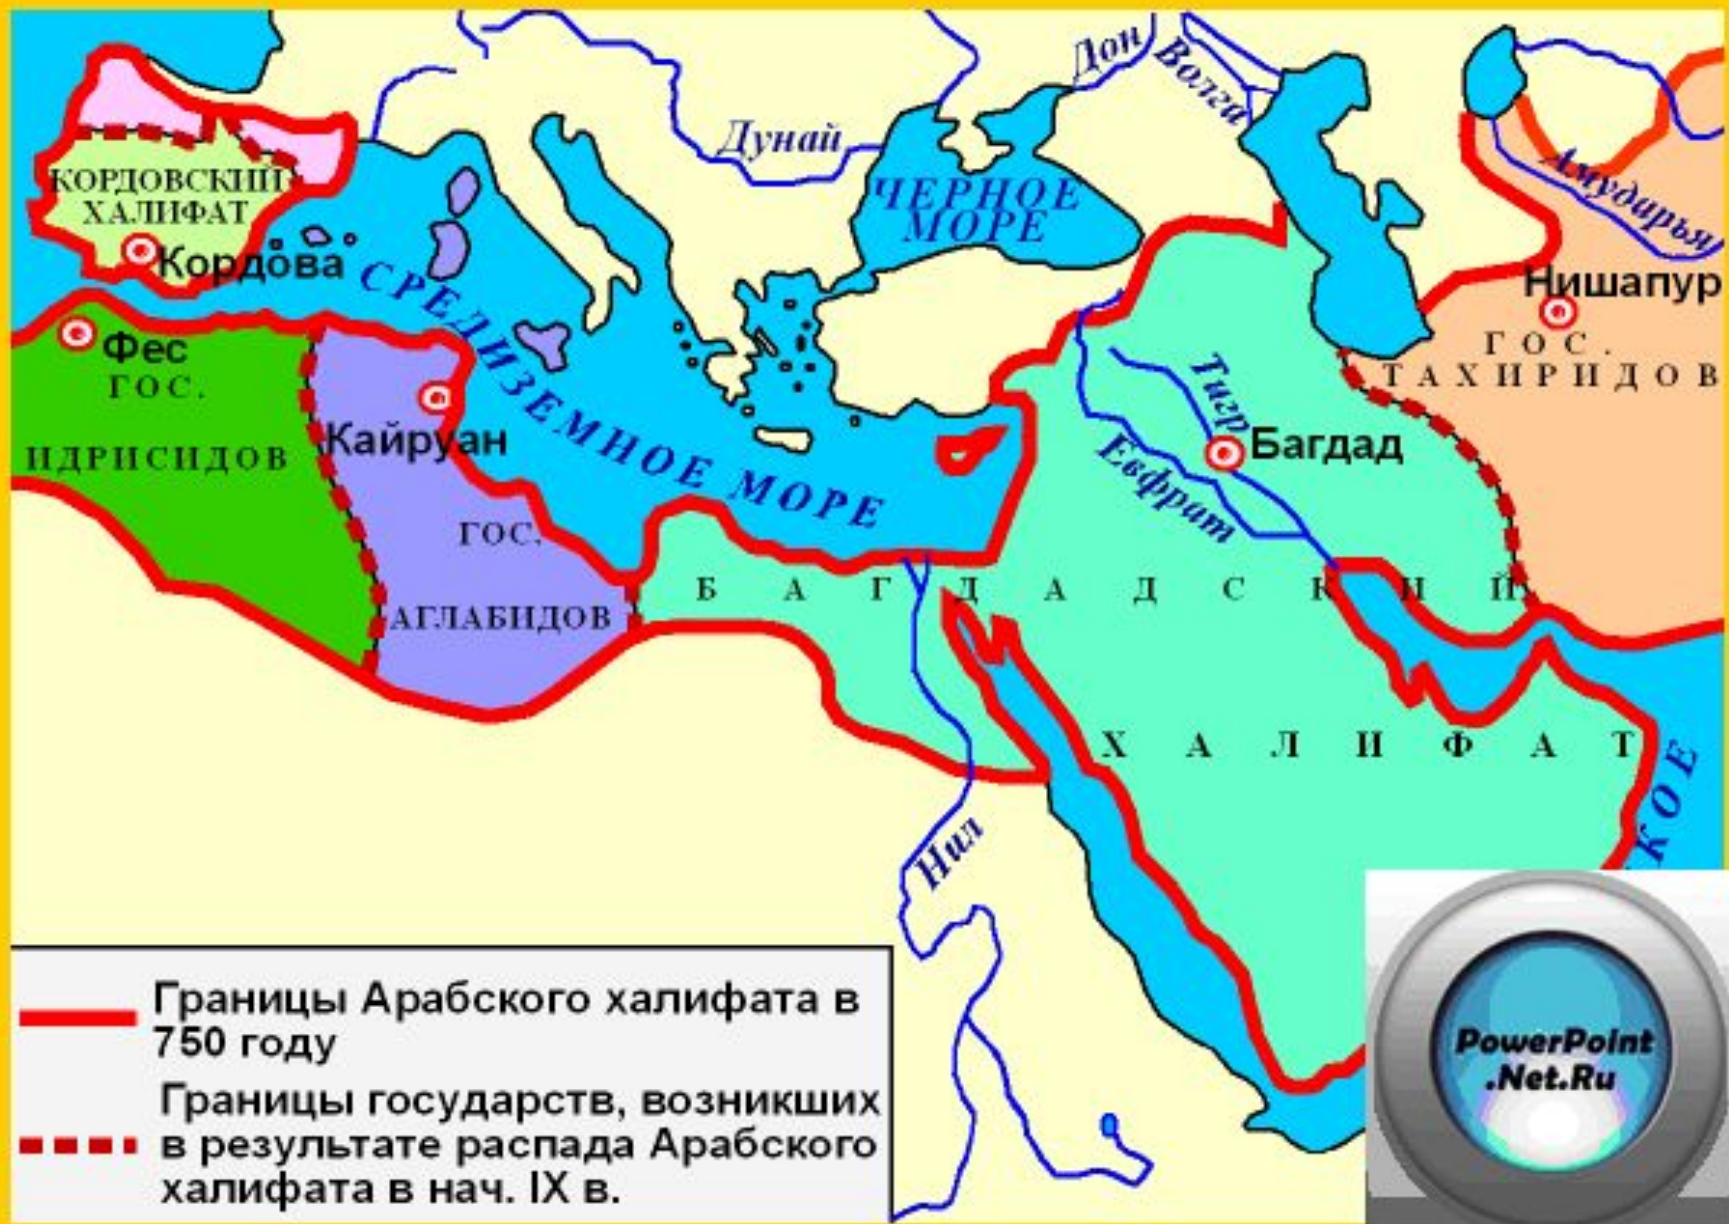 Дон
Волга
Дунай
ЧЕРНОЕ
МОРЕ
Амударья
КОРДОВСКИЙ
ХАЛИФАТ
Кордова
СРЕДИЗЕМНОЕ МОРЕ
Нишапур
ГОС.
ТАХИРИДОВ
Фес
ГОС.
ИДРИСИДОВ
Кайруан
Тигр
Багдад
Евфрат
ГОС.
АГЛАБИДОВ
БАГДАДСКИЙ
ХАЛИФАТ
КОЕ
Нил
Границы Арабского халифата в
750 году
Границы государств, возникших
в результате распада Арабского
халифата в нач. IX в.
PowerPoint
.Net.Ru